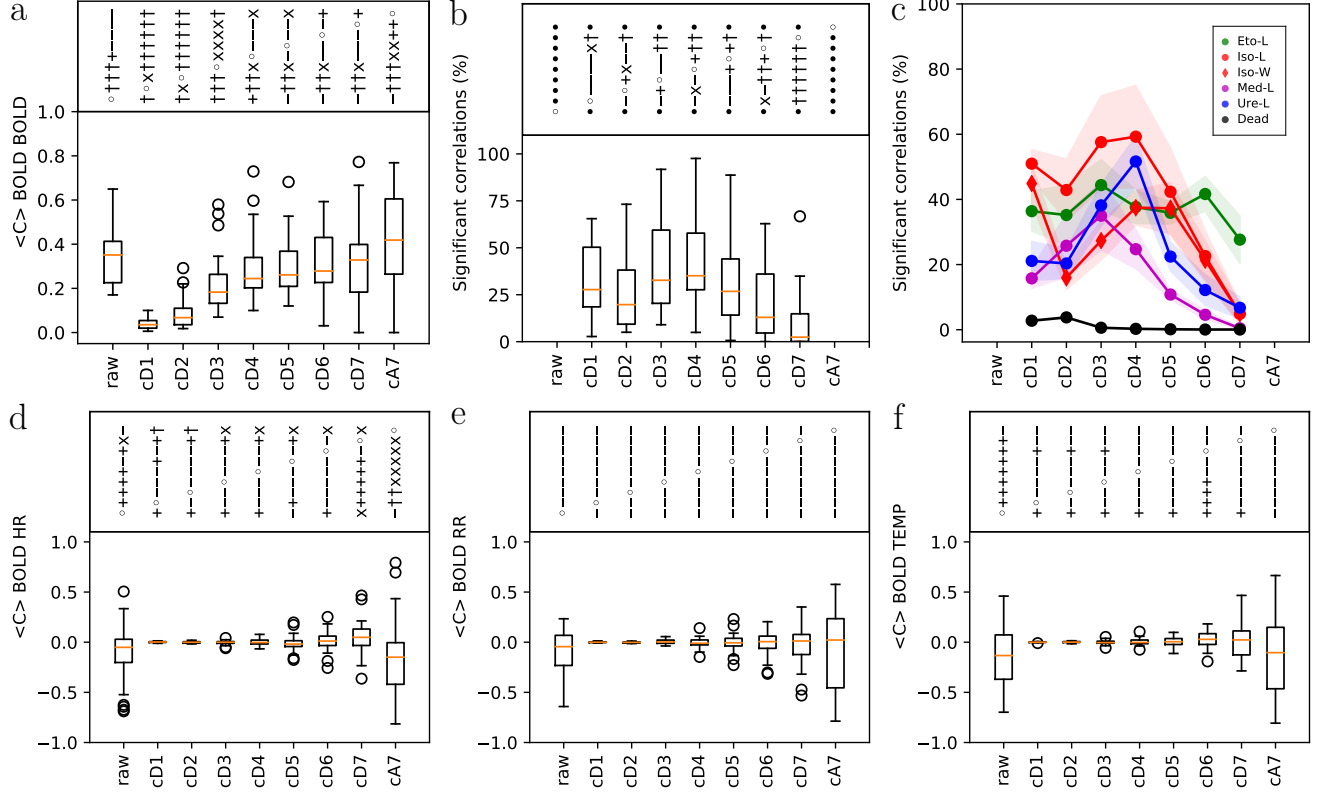 a
<C> BOLD BOLD
1.0
0.8
0.6
0.4
0.2
0.0
raw
cD1
cD2
cD3
cD4
cD5
cD6
cD7
cA7
b
Significant correlations (%)
100
75
50
25
0
raw
cD1
cD2
cD3
cD4
cD5
cD6
cD7
cA7
c
Significant correlations (%)
100
80
60
40
20
0
Eto-L
Iso-L
Iso-W
Med-L
Ure-L
Dead
raw
cD1
cD2
cD3
cD4
cD5
cD6
cD7
cA7
d
<C> BOLD HR
1.0
0.5
0.0
−0.5
−1.0
raw
cD1
cD2
cD3
cD4
cD5
cD6
cD7
cA7
e
<C> BOLD RR
1.0
0.5
0.0
−0.5
−1.0
raw
cD1
cD2
cD3
cD4
cD5
cD6
cD7
cA7
f
<C> BOLD TEMP
1.0
0.5
0.0
−0.5
−1.0
raw
cD1
cD2
cD3
cD4
cD5
cD6
cD7
cA7